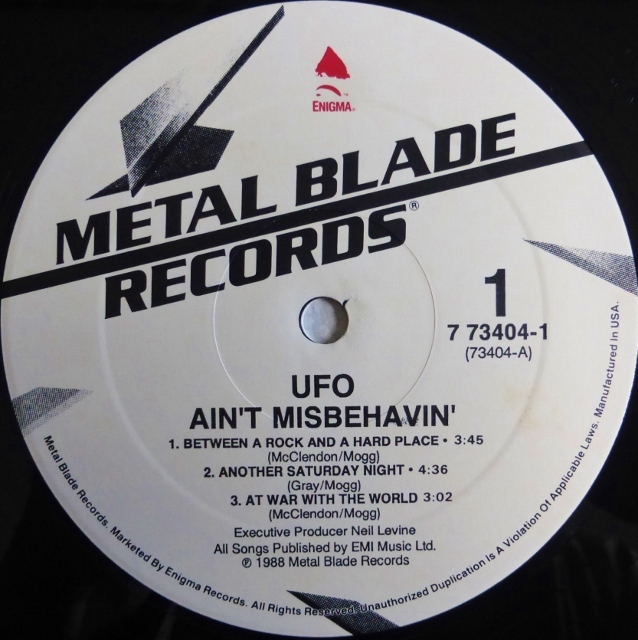 ENIGMA®
METAL BLADE
RECORDS®
1
7 73404-1
(73404-A)
UFO
AIN'T MISBEHAVIN'
1. BETWEEN A ROCK AND A HARD PLACE • 3:45
(McClendon/Mogg)
2. ANOTHER SATURDAY NIGHT • 4:36
(Gray/Mogg)
3. AT WAR WITH THE WORLD 3:02
(McClendon/Mogg)
Executive Producer Neil Levine
All Songs Published by EMI Music Ltd.
℗ 1988 Metal Blade Records
Metal Blade Records. Marketed By Enigma Records. All Rights Reserved. Unauthorized Duplication Is A Violation Of Applicable Laws. Manufactured In USA.